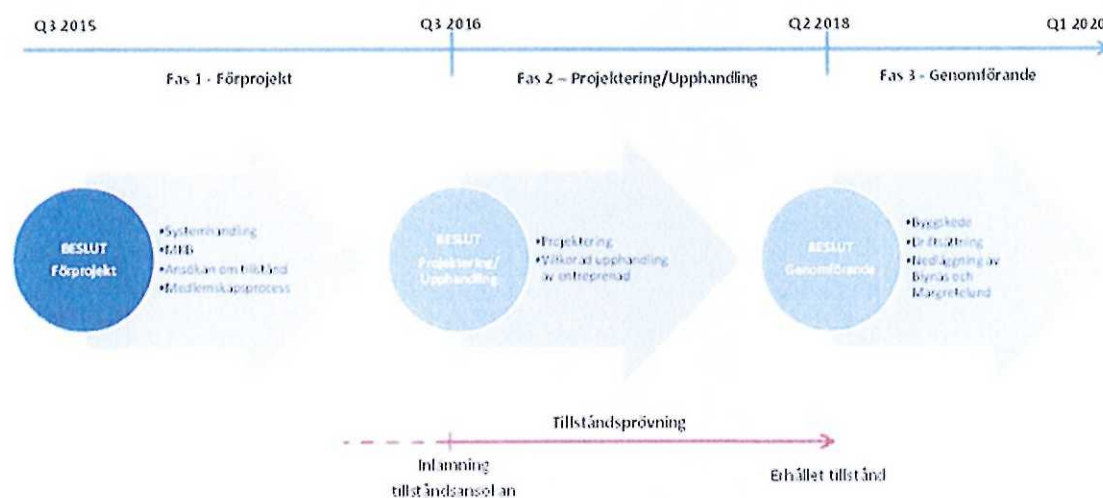 Q3 2015
Q3 2016
Q2 2018
Q1 2020
Fas 1 - Förprojekt
Fas 2 – Projektering/Upphandling
Fas 3 - Genomförande
BESLUT
Förprojekt
•Systemhandling
•MKB
•Ansökan om tillstånd
•Medlemskapsprocess
BESLUT
Projektering/
Upphandling
•Projektering
•Villkorad upphandling
av entreprenad
BESLUT
Genomförande
•Byggskede
•Driftsättning
•Nedläggning av
Blynäs och
Margretelund
Tillståndsprövning
Inlämning
tillståndsansökan
Erhållet tillstånd